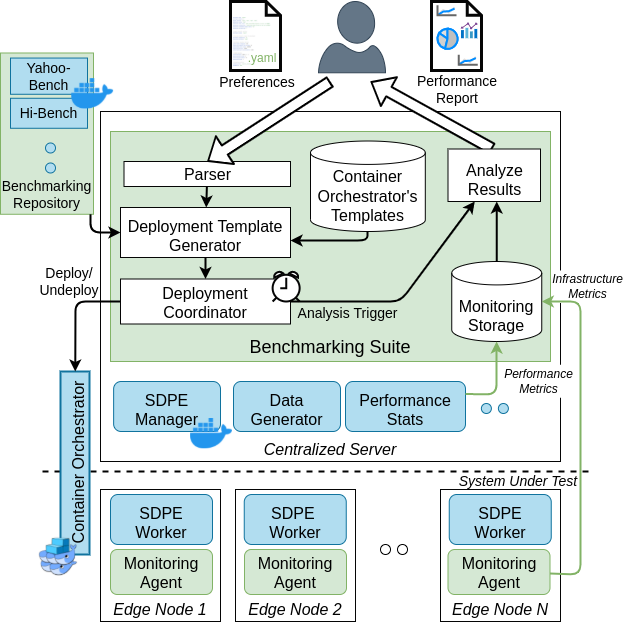 .yaml
Preferences
Performance
Report
Yahoo-
Bench
Hi-Bench
Benchmarking
Repository
Parser
Deployment Template
Generator
Container
Orchestrator's
Templates
Analyze
Results
Deploy/
Undeploy
Deployment
Coordinator
Analysis Trigger
Monitoring
Storage
Infrastructure
Metrics
Benchmarking Suite
Performance
Metrics
SDPE
Manager
Data
Generator
Performance
Stats
Centralized Server
Container Orchestrator
System Under Test
SDPE
Worker
Monitoring
Agent
Edge Node 1
SDPE
Worker
Monitoring
Agent
Edge Node 2
SDPE
Worker
Monitoring
Agent
Edge Node N